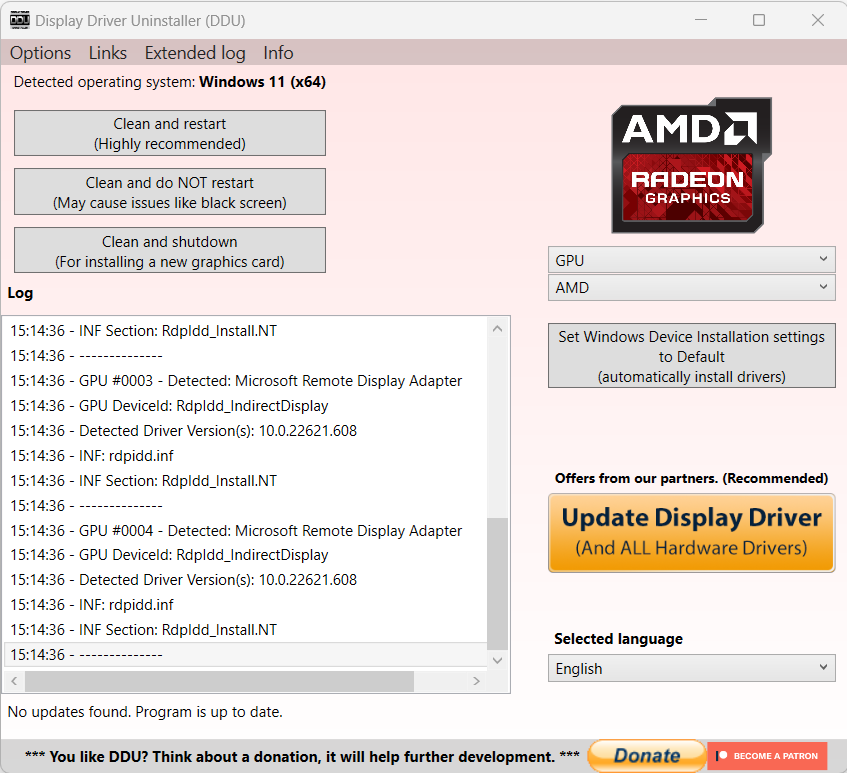 Display Driver Uninstaller (DDU)
Options Links Extended log Info
Detected operating system: Windows 11 (x64)
Clean and restart
(Highly recommended)
Clean and do NOT restart
(May cause issues like black screen)
Clean and shutdown
(For installing a new graphics card)
AMD
RADEON
GRAPHICS
GPU
AMD
Set Windows Device Installation settings
to Default
(automatically install drivers)
Log
15:14:36 - INF Section: RdpIdd_Install.NT
15:14:36 - --------------
15:14:36 - GPU #0003 - Detected: Microsoft Remote Display Adapter
15:14:36 - GPU DeviceId: RdpIdd_IndirectDisplay
15:14:36 - Detected Driver Version(s): 10.0.22621.608
15:14:36 - INF: rdpidd.inf
15:14:36 - INF Section: RdpIdd_Install.NT
15:14:36 - --------------
15:14:36 - GPU #0004 - Detected: Microsoft Remote Display Adapter
15:14:36 - GPU DeviceId: RdpIdd_IndirectDisplay
15:14:36 - Detected Driver Version(s): 10.0.22621.608
15:14:36 - INF: rdpidd.inf
15:14:36 - INF Section: RdpIdd_Install.NT
15:14:36 - --------------
Offers from our partners. (Recommended)
Update Display Driver
(And ALL Hardware Drivers)
Selected language
English
No updates found. Program is up to date.
*** You like DDU? Think about a donation, it will help further development. ***
Donate
BECOME A PATRON